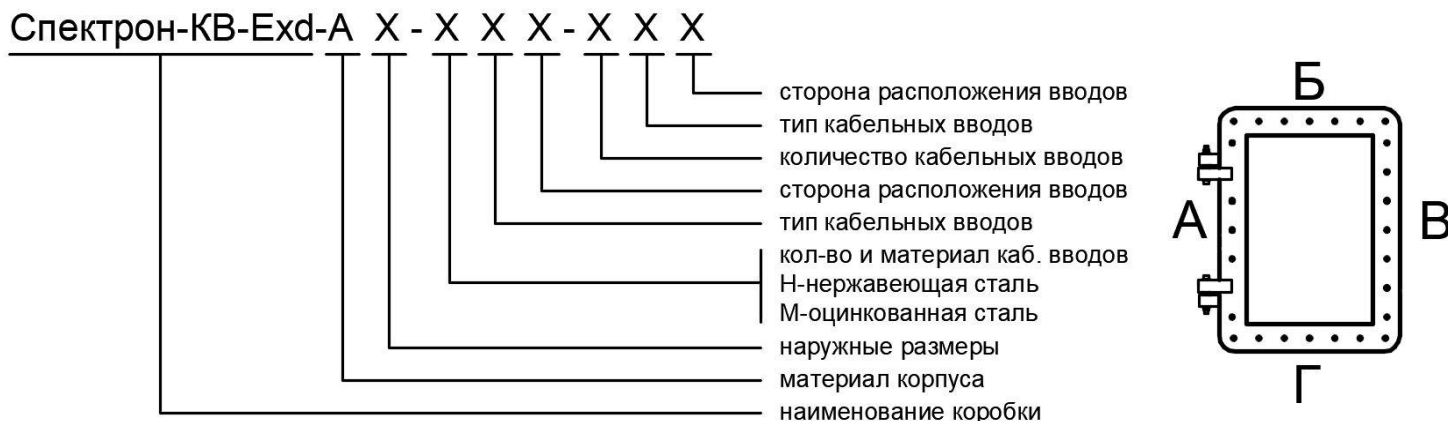 Спектрон-КВ-Exd-А Х - Х Х Х - Х Х Х
сторона расположения вводов
тип кабельных вводов
количество кабельных вводов
сторона расположения вводов
тип кабельных вводов
кол-во и материал каб. вводов
Н-нержавеющая сталь
М-оцинкованная сталь
наружные размеры
материал корпуса
наименование коробки
Б
А
В
Г